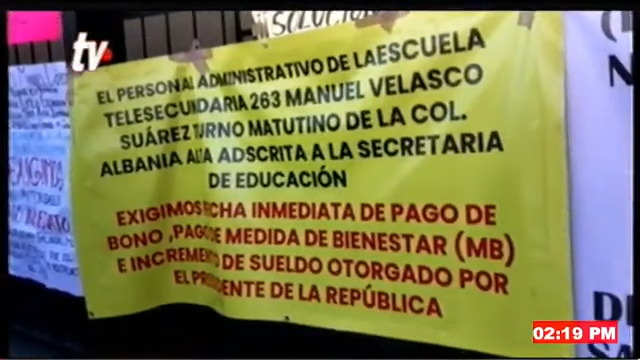 tv
SOLUCIÓN
EL PERSONAL ADMINISTRATIVO DE LAESCUELA
TELESECUIDARIA 263 MANUEL VELASCO
SUÁREZ TURNO MATUTINO DE LA COL.
ALBANIA ALTA ADSCRITA A LA SECRETARIA
DE EDUCACIÓN
EXIGIMOS FECHA INMEDIATA DE PAGO DE
BONO ,PAGO DE MEDIDA DE BIENESTAR (MB)
E INCREMENTO DE SUELDO OTORGADO POR
EL PRESIDENTE DE LA REPÚBLICA
02:19 PM